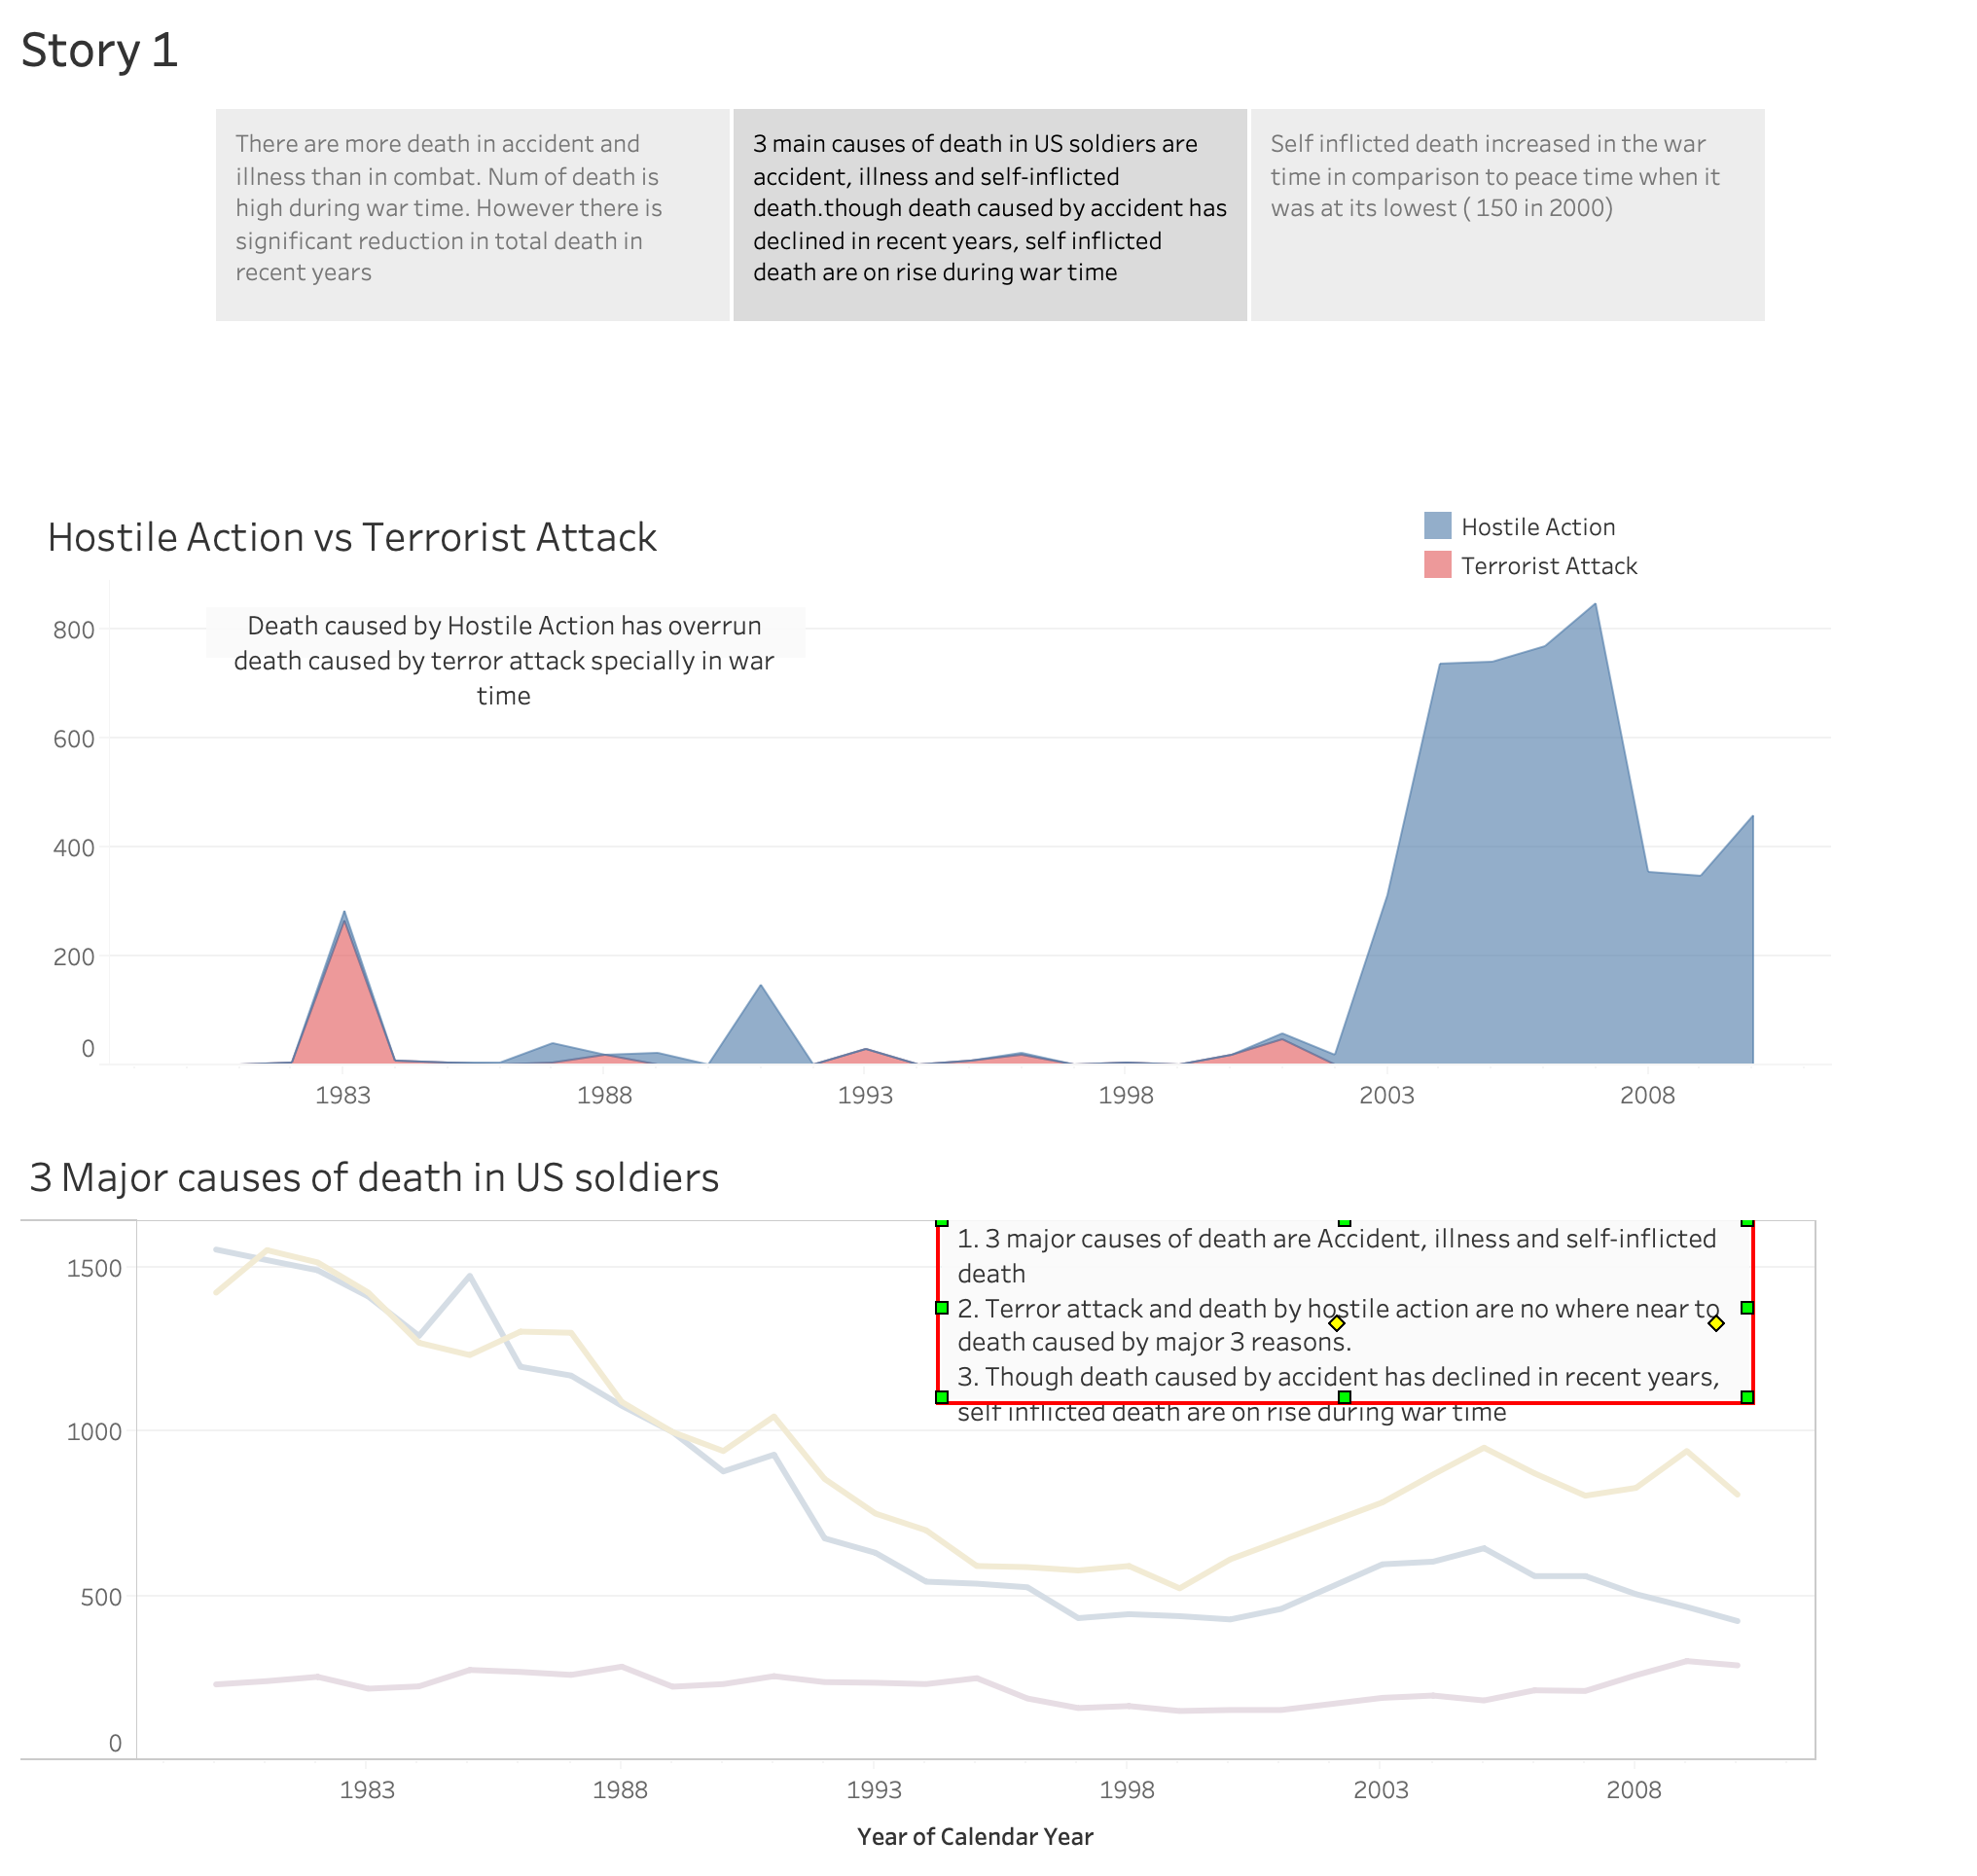 Story 1
There are more death in accident and
illness than in combat. Num of death is
high during war time. However there is
significant reduction in total death in
recent years
3 main causes of death in US soldiers are
accident, illness and self-inflicted
death.though death caused by accident has
declined in recent years, self inflicted
death are on rise during war time
Self inflicted death increased in the war
time in comparison to peace time when it
was at its lowest ( 150 in 2000)
Hostile Action vs Terrorist Attack
Hostile Action
Terrorist Attack
Death caused by Hostile Action has overrun
death caused by terror attack specially in war
time
800
600
400
200
0
1983 1988 1993 1998 2003 2008
3 Major causes of death in US soldiers
1. 3 major causes of death are Accident, illness and self-inflicted
death
2. Terror attack and death by hostile action are no where near to
death caused by major 3 reasons.
3. Though death caused by accident has declined in recent years,
self inflicted death are on rise during war time
1500
1000
500
0
1983 1988 1993 1998 2003 2008
Year of Calendar Year